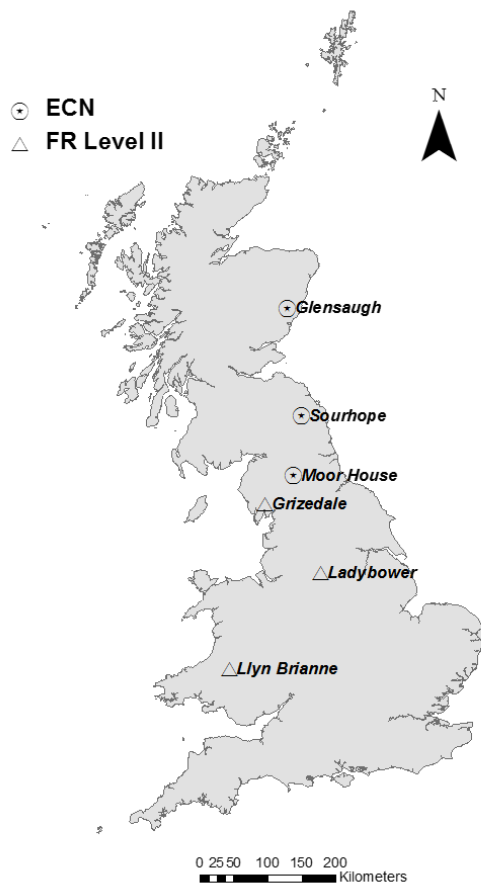 ECN
FR Level II
N
Glensaugh
Sourhope
Moor House
Grizedale
Ladybower
Llyn Brianne
0 25 50 100 150 200
Kilometers